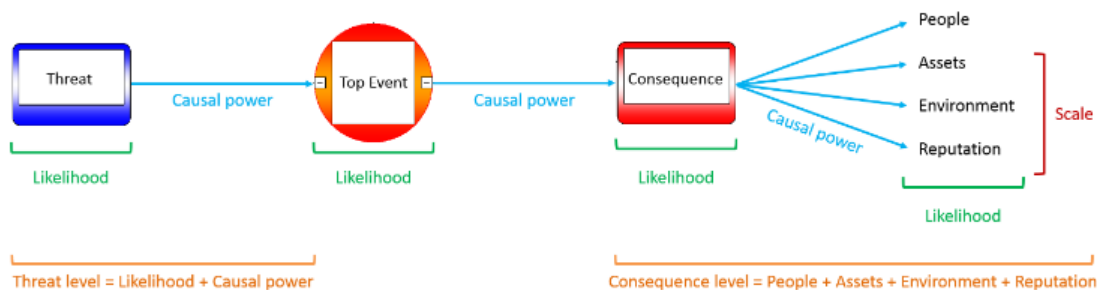 People
Threat
Top Event
Consequence
Assets
Causal power
Causal power
Causal power
Environment
Scale
Reputation
Likelihood
Likelihood
Likelihood
Likelihood
Threat level = Likelihood + Causal power
Consequence level = People + Assets + Environment + Reputation